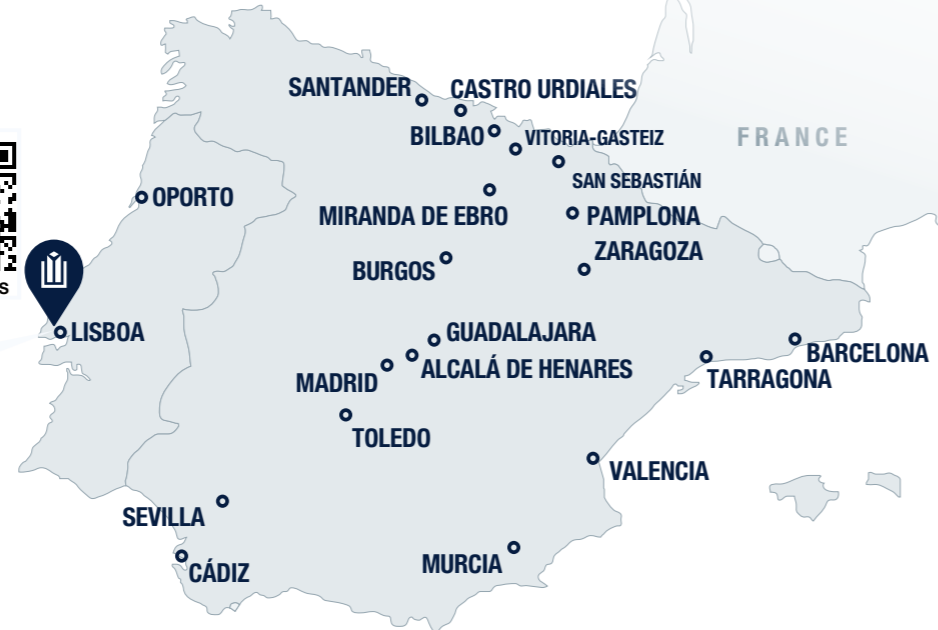 SANTANDER
CASTRO URDIALES
BILBAO
VITORIA-GASTEIZ
FRANCE
SAN SEBASTIÁN
OPORTO
MIRANDA DE EBRO
PAMPLONA
ZARAGOZA
BURGOS
S
LISBOA
GUADALAJARA
BARCELONA
ALCALÁ DE HENARES
MADRID
TARRAGONA
TOLEDO
VALENCIA
SEVILLA
MURCIA
CÁDIZ